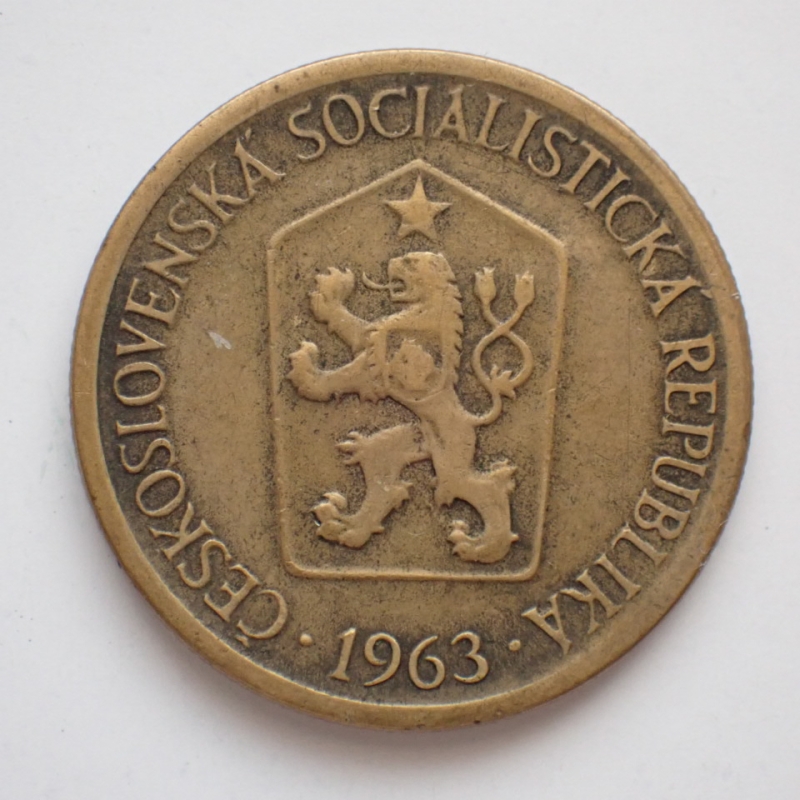 ČESKOSLOVENSKÁ SOCIALISTICKÁ REPUBLIKA
· 1963 ·